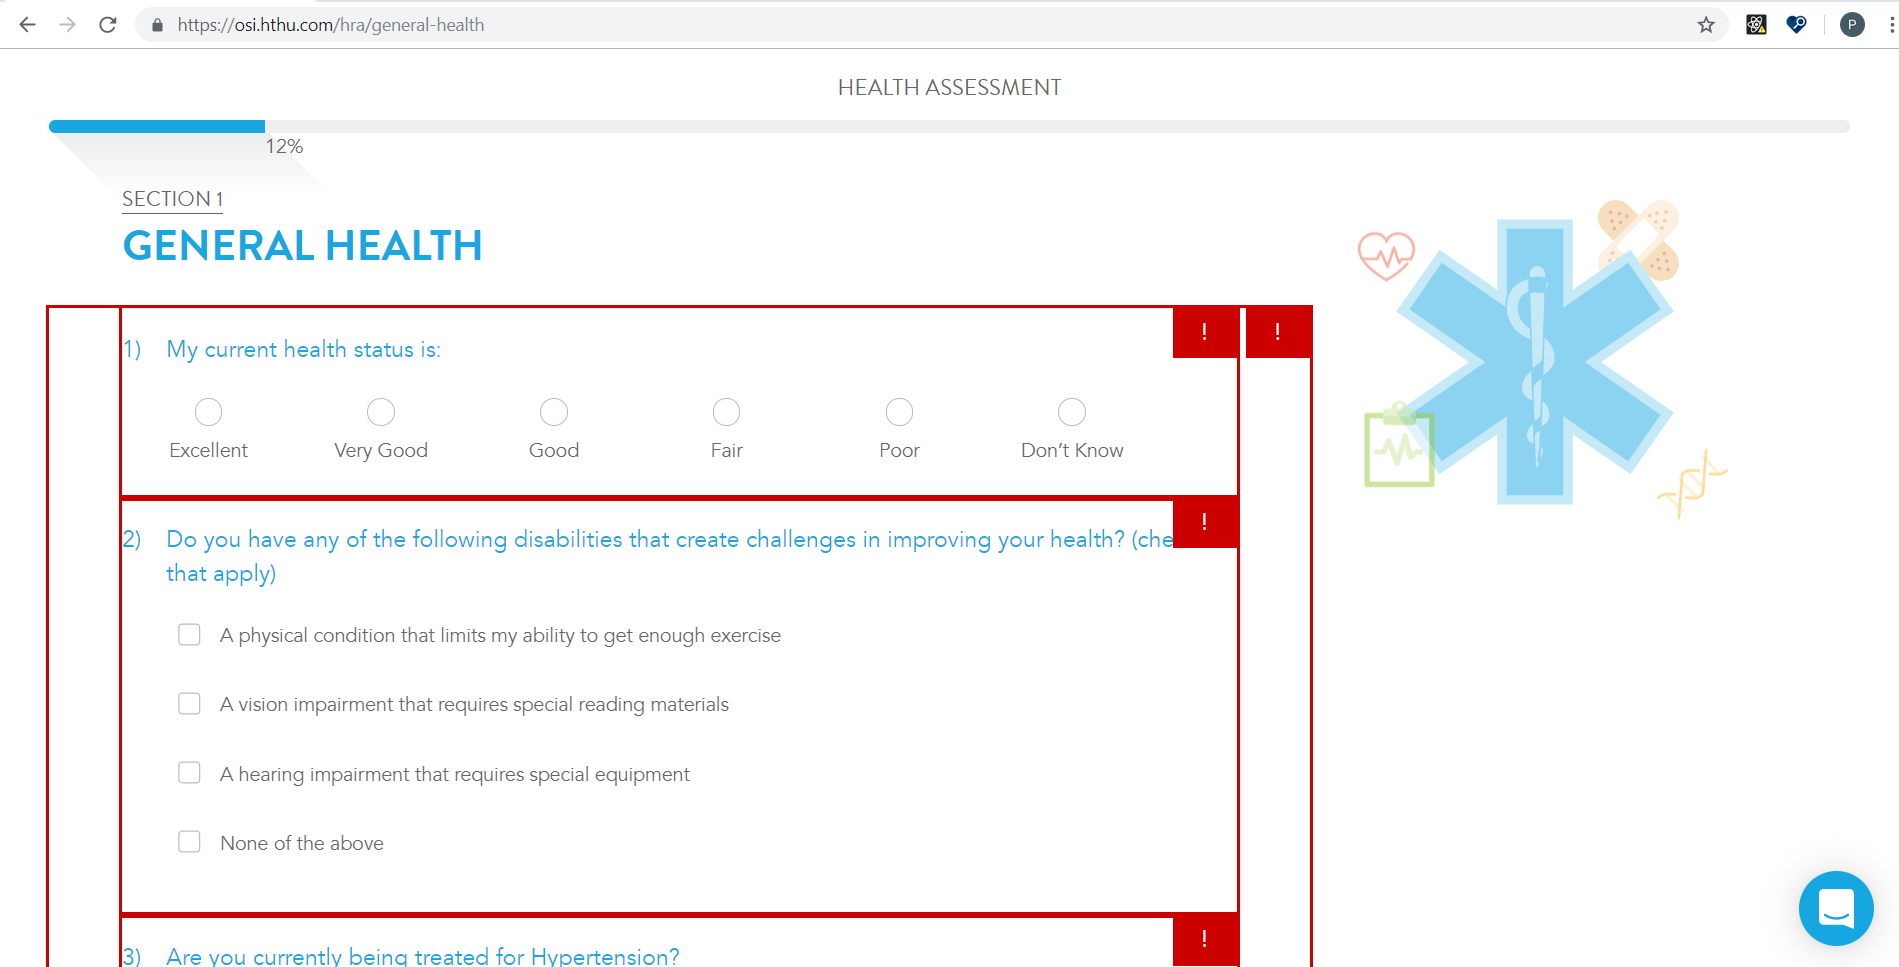 https://osi.hthu.com/hra/general-health
P
HEALTH ASSESSMENT
12%
SECTION 1
GENERAL HEALTH
! !
1) My current health status is:
Excellent Very Good Good Fair Poor Don't Know
!
2) Do you have any of the following disabilities that create challenges in improving your health? (che
that apply)
A physical condition that limits my ability to get enough exercise
A vision impairment that requires special reading materials
A hearing impairment that requires special equipment
None of the above
!
3) Are you currently being treated for Hypertension?